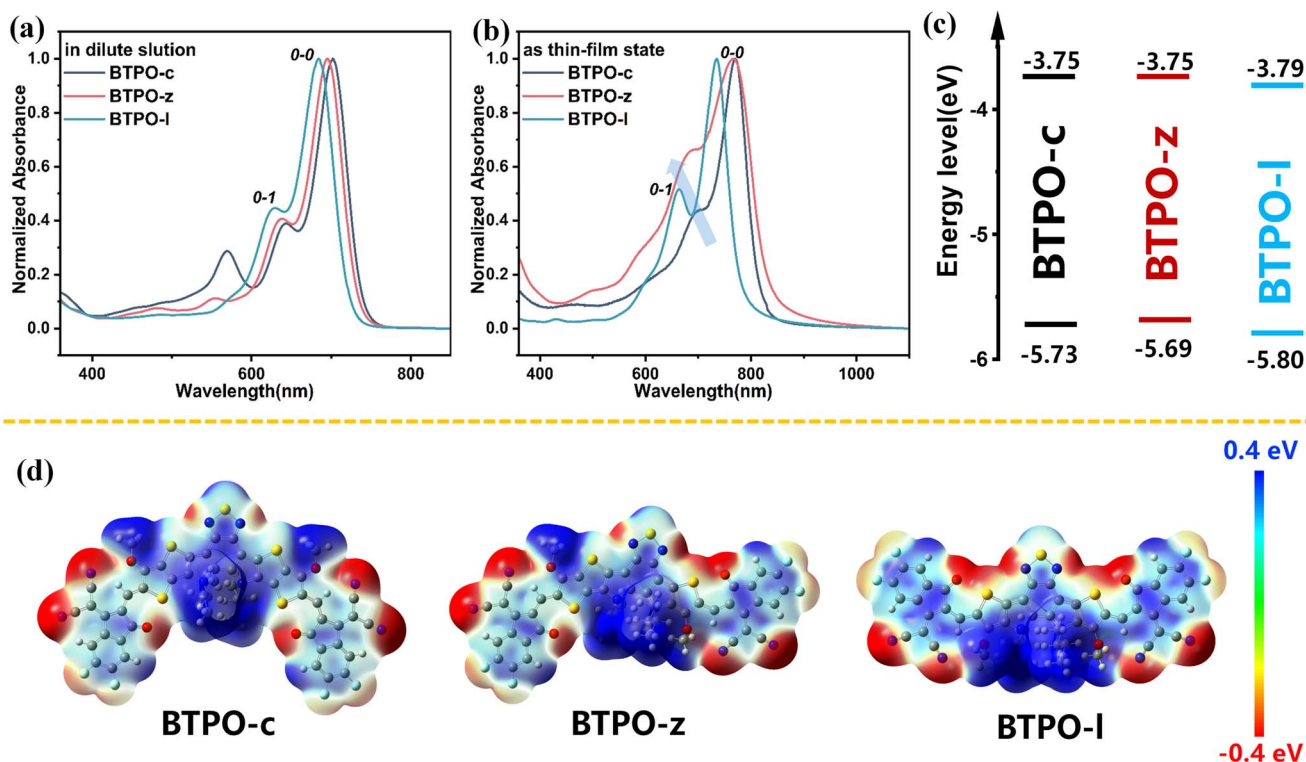 (a)
in dilute slution
BTPO-c
BTPO-z
BTPO-l
0-0
0-1
Normalized Absorbance
1.0
0.8
0.6
0.4
0.2
0.0
400
600
800
Wavelength(nm)
(b)
as thin-film state
BTPO-c
BTPO-z
BTPO-l
0-0
0-1
Normalized Absorbance
1.0
0.8
0.6
0.4
0.2
0.0
400
600
800
1000
Wavelength(nm)
(c)
Energy level(eV)
-4
-5
-6
-3.75
BTPO-c
-5.73
-3.75
BTPO-z
-5.69
-3.79
BTPO-l
-5.80
(d)
BTPO-c
BTPO-z
BTPO-l
0.4 eV
-0.4 eV